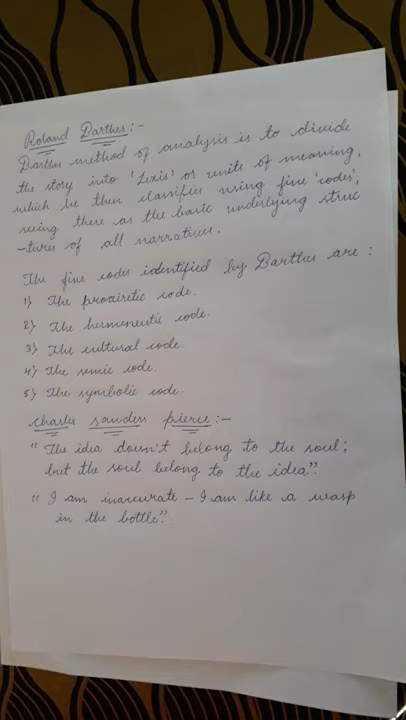 Roland Barthes:-
Barthes method of analysis is to divide
the story into 'Lexis' or units of meaning,
which he then classifies using five 'codes',
seeing these as the basic underlying struc
-tures of all narratives.
The five codes identified by Barthes are :
1) The proairetic code.
2) The hermeneutic code.
3) The cultural code.
4) The semic code.
5) The symbolic code.
Charles sanders pierce:-
"The idea doesn't belong to the soul;
but the soul belong to the idea".
"I am inaccurate - I am like a wasp
in the bottle".